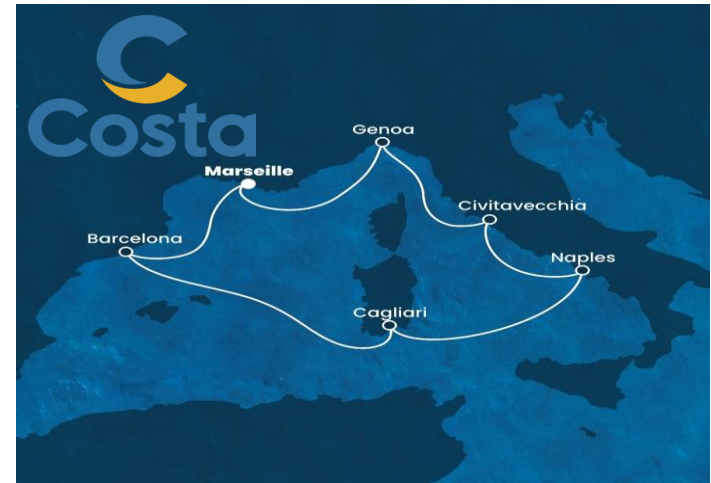 Costa
Genoa
Marseille
Civitavecchia
Barcelona
Naples
Cagliari